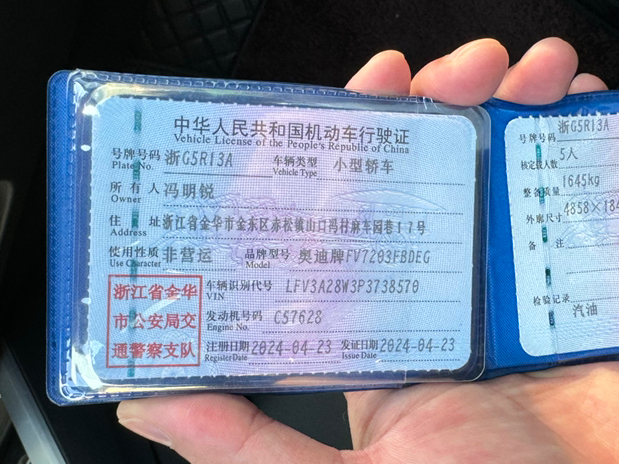 中华人民共和国机动车行驶证
Vehicle License of the People's Republic of China
号牌号码 浙G5R13A 车辆类型 小型轿车
Plate No. Vehicle Type
所有人 冯明锐
Owner
住址 浙江省金华市金东区赤松镇山口冯村麻车园巷17号
Address
使用性质 非营运 品牌型号 奥迪牌FV7203FBDEG
Use Character Model
浙江省金华
市公安局交
通警察支队
车辆识别代号 LFV3A28W3P3738570
VIN
发动机号码 C57628
Engine No.
注册日期 2024-04-23 发证日期 2024-04-23
Register Date Issue Date
号牌号码 浙G5R13A
核定载人数 5人
整备质量 1645kg
外廓尺寸 4858×184
备注
检验记录
汽油